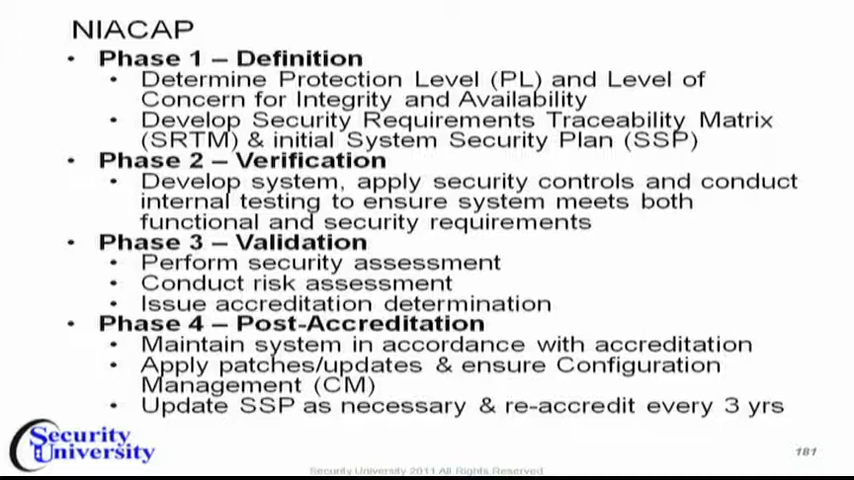 NIACAP
• Phase 1 – Definition
• Determine Protection Level (PL) and Level of
Concern for Integrity and Availability
• Develop Security Requirements Traceability Matrix
(SRTM) & initial System Security Plan (SSP)
• Phase 2 – Verification
• Develop system, apply security controls and conduct
internal testing to ensure system meets both
functional and security requirements
• Phase 3 – Validation
• Perform security assessment
• Conduct risk assessment
• Issue accreditation determination
• Phase 4 – Post-Accreditation
• Maintain system in accordance with accreditation
• Apply patches/updates & ensure Configuration
Management (CM)
• Update SSP as necessary & re-accredit every 3 yrs
Security
University
181
Security University 2011 All Rights Reserved